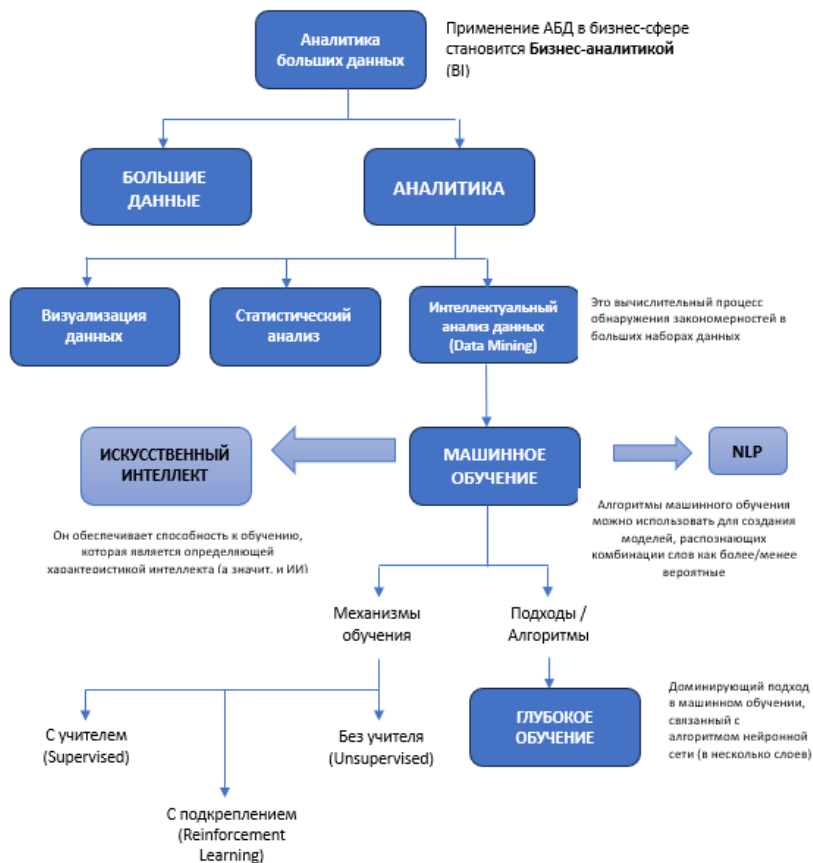 Аналитика
больших данных
Применение АБД в бизнес-сфере
становится Бизнес-аналитикой
(BI)
БОЛЬШИЕ
ДАННЫЕ
АНАЛИТИКА
Визуализация
данных
Статистический
анализ
Интеллектуальный
анализ данных
(Data Mining)
Это вычислительный процесс
обнаружения закономерностей в
больших наборах данных
ИСКУССТВЕННЫЙ
ИНТЕЛЛЕКТ
МАШИННОЕ
ОБУЧЕНИЕ
NLP
Он обеспечивает способность к обучению,
которая является определяющей
характеристикой интеллекта (а значит, и ИИ)
Алгоритмы машинного обучения
можно использовать для создания
моделей, распознающих
комбинации слов как более/менее
вероятные
Механизмы
обучения
Подходы /
Алгоритмы
С учителем
(Supervised)
С подкреплением
(Reinforcement
Learning)
Без учителя
(Unsupervised)
ГЛУБОКОЕ
ОБУЧЕНИЕ
Доминирующий подход
в машинном обучении,
связанный с
алгоритмом нейронной
сети (в несколько слоев)